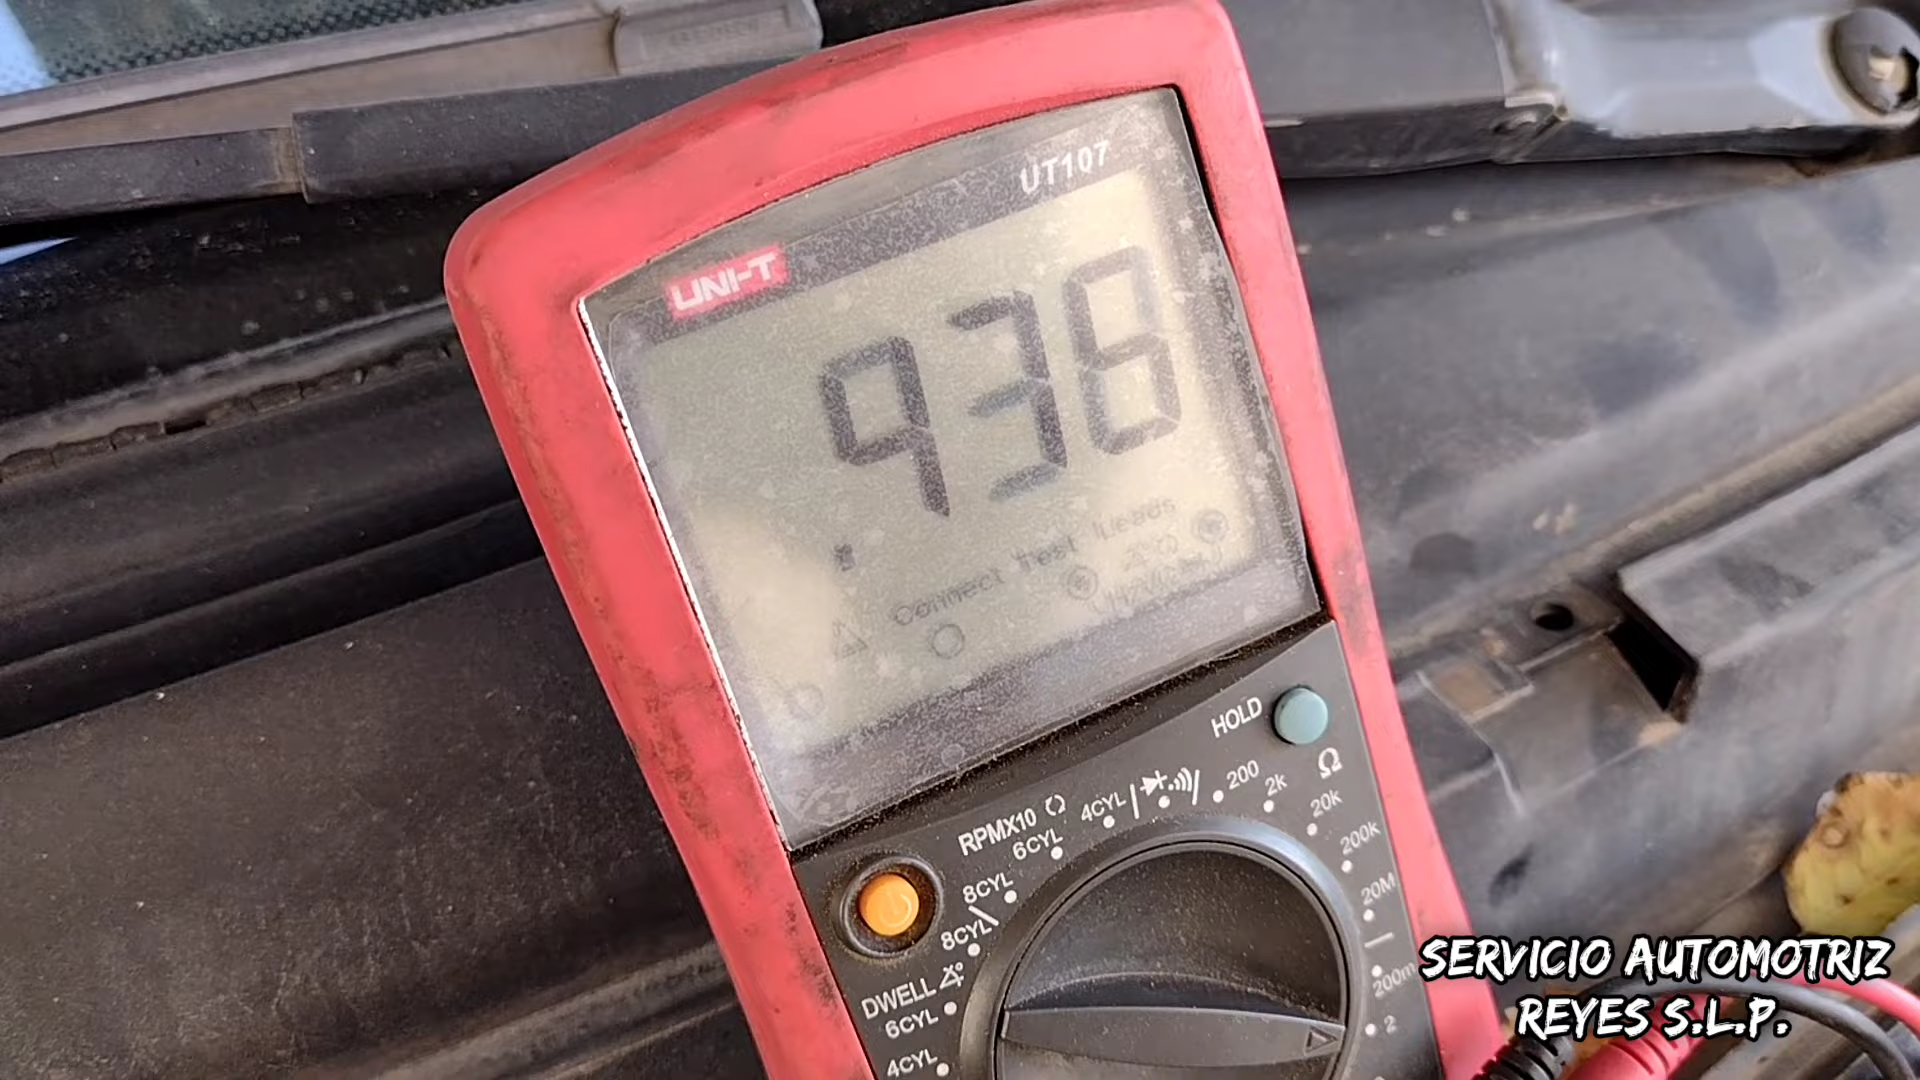 UT107
UNI-T
.938
Connect Test Leads
HOLD
RPMX10
4CYL
6CYL
8CYL
8CYL
DWELL
6CYL
4CYL
200
2k
Ω
20k
200k
20M
200m
2
SERVICIO AUTOMOTRIZ
REYES S.L.P.